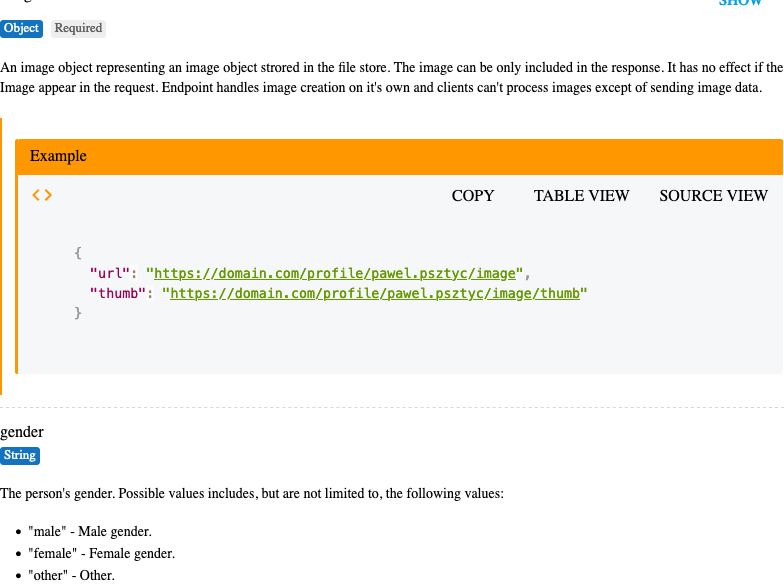 SHOW
Object Required
An image object representing an image object strored in the file store. The image can be only included in the response. It has no effect if the
Image appear in the request. Endpoint handles image creation on it's own and clients can't process images except of sending image data.
Example
<> COPY TABLE VIEW SOURCE VIEW
{
"url": "https://domain.com/profile/pawel.psztyc/image",
"thumb": "https://domain.com/profile/pawel.psztyc/image/thumb"
}
gender
String
The person's gender. Possible values includes, but are not limited to, the following values:
• "male" - Male gender.
• "female" - Female gender.
• "other" - Other.